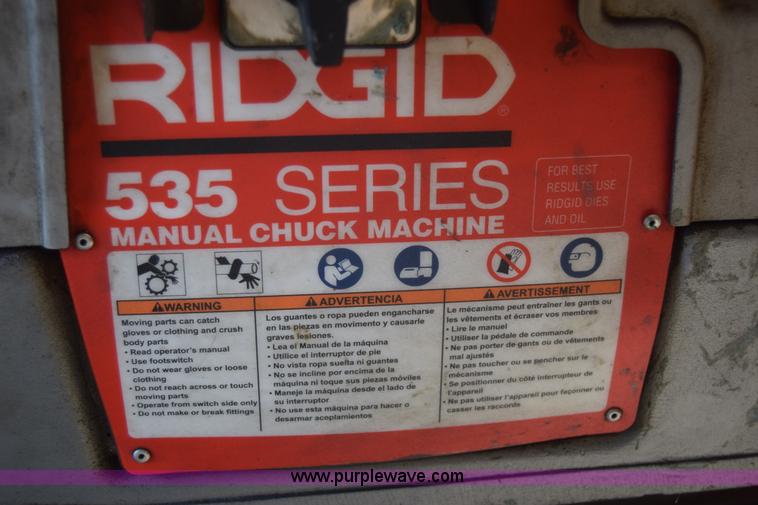 RIDGID®
535 SERIES
MANUAL CHUCK MACHINE
FOR BEST
RESULTS USE
RIDGID DIES
AND OIL
WARNING
Moving parts can catch
gloves or clothing and crush
body parts
• Read operator's manual
• Use footswitch
• Do not wear gloves or loose
clothing
• Do not reach across or touch
moving parts
• Operate from switch side only
• Do not make or break fittings
ADVERTENCIA
Los guantes o ropa pueden engancharse
en las piezas en movimiento y causarle
graves lesiones.
• Lea el Manual de la máquina
• Utilice el interruptor de pie
• No vista ropa suelta ni guantes
• No se incline por encima de la
máquina ni toque sus piezas móviles
• Maneje la máquina desde el lado de
su interruptor
• No use esta máquina para hacer o
desarmar acoplamientos
AVERTISSEMENT
Le mécanisme peut entraîner les gants ou
les vêtements et écraser vos membres
• Lire le manuel
• Utiliser le pédale de commande
• Ne pas porter de gants ou de vêtements
mal ajustés
• Ne pas toucher ou se pencher sur le
mécanisme
• Se positionner du côté interrupteur de
l'appareil
• Ne pas utiliser l'appareil pour façonner ou
casser les raccords
www.purplewave.com